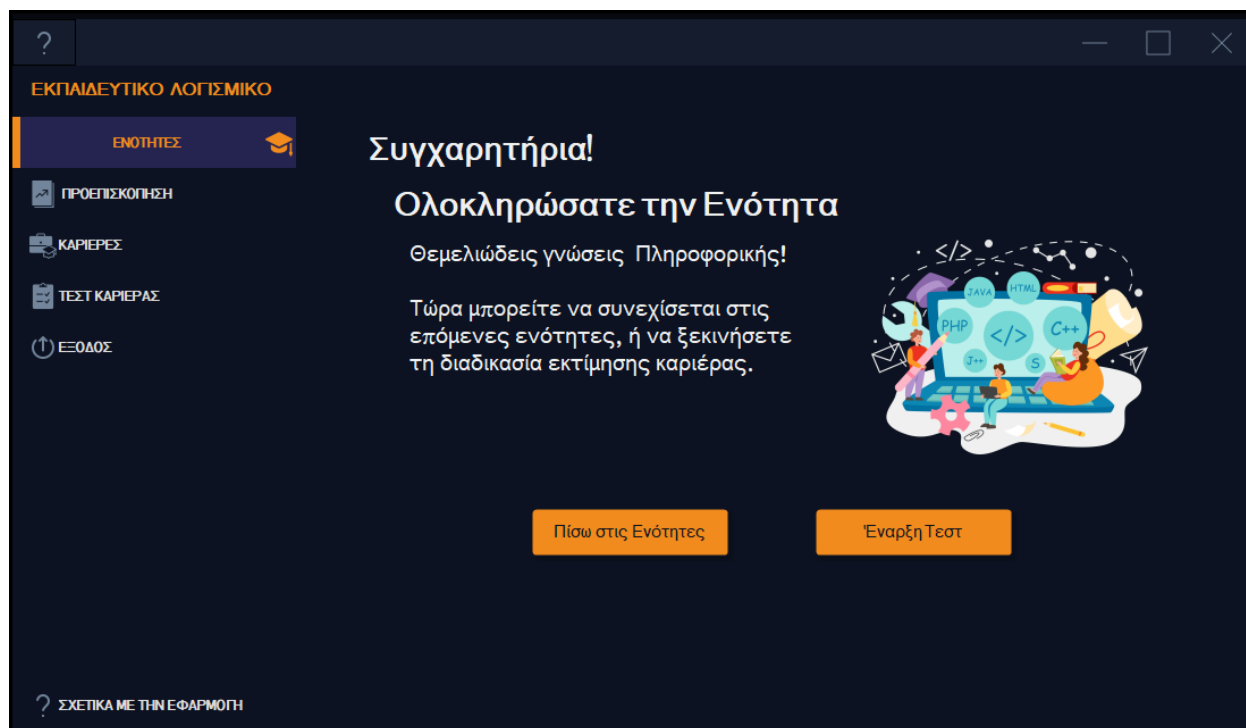 ?
ΕΚΠΑΙΔΕΥΤΙΚΟ ΛΟΓΙΣΜΙΚΟ
ΕΝΟΤΗΤΕΣ
ΠΡΟΕΠΙΣΚΟΠΗΣΗ
ΚΑΡΙΕΡΕΣ
ΤΕΣΤ ΚΑΡΙΕΡΑΣ
ΕΞΟΔΟΣ
Συγχαρητήρια!
Ολοκληρώσατε την Ενότητα
Θεμελιώδεις γνώσεις Πληροφορικής!
Τώρα μπορείτε να συνεχίσεται στις
επόμενες ενότητες, ή να ξεκινήσετε
τη διαδικασία εκτίμησης καριέρας.
</>
JAVA
HTML
PHP
</>
C++
J++
S
Πίσω στις Ενότητες
Έναρξη Τεστ
? ΣΧΕΤΙΚΑ ΜΕ ΤΗΝ ΕΦΑΡΜΟΓΗ